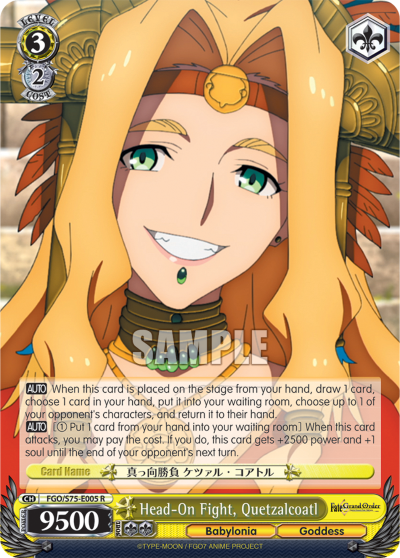 LEVEL
3
2
COST
SAMPLE
AUTO When this card is placed on the stage from your hand, draw 1 card,
choose 1 card in your hand, put it into your waiting room, choose up to 1 of
your opponent's characters, and return it to their hand.
AUTO [① Put 1 card from your hand into your waiting room] When this card
attacks, you may pay the cost. If you do, this card gets +2500 power and +1
soul until the end of your opponent's next turn.
Card Name 真っ向勝負 ケツァル・コアトル
CH FGO/S75-E005 R
Head-On Fight, Quetzalcoatl
Fate/Grand Order
POWER 9500
Babylonia Goddess
©TYPE-MOON / FGO7 ANIME PROJECT